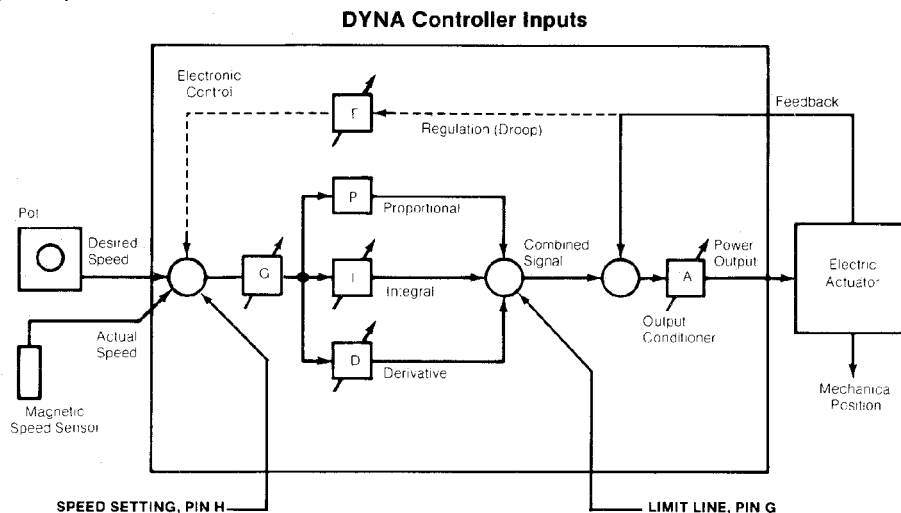 DYNA Controller Inputs
Electronic
Control
F
Regulation (Droop)
Feedback
P
Proportional
Pot
Desired
Speed
G
I
Integral
Combined
Signal
A
Power
Output
Electric
Actuator
Output
Conditioner
Actual
Speed
D
Derivative
Magnetic
Speed Sensor
Mechanica
Position
SPEED SETTING, PIN H
LIMIT LINE, PIN G